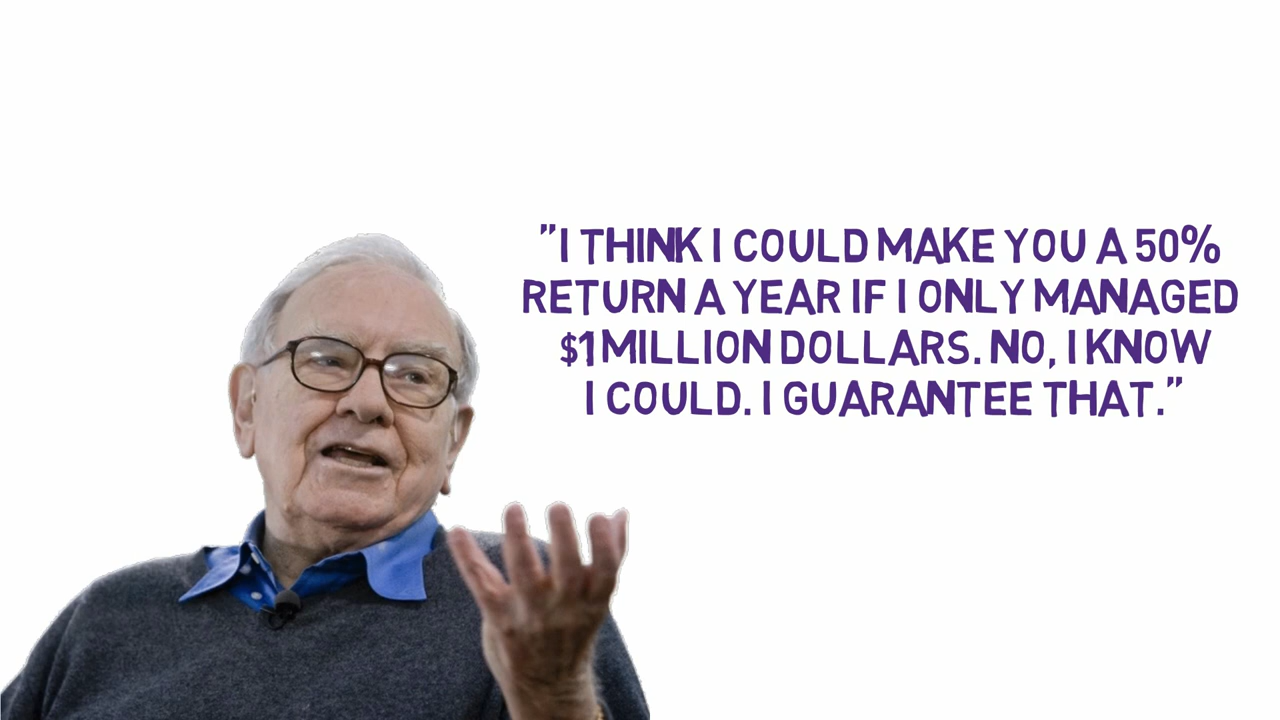 "I THINK I COULD MAKE YOU A 50%
RETURN A YEAR IF I ONLY MANAGED
$1 MILLION DOLLARS. NO, I KNOW
I COULD. I GUARANTEE THAT."